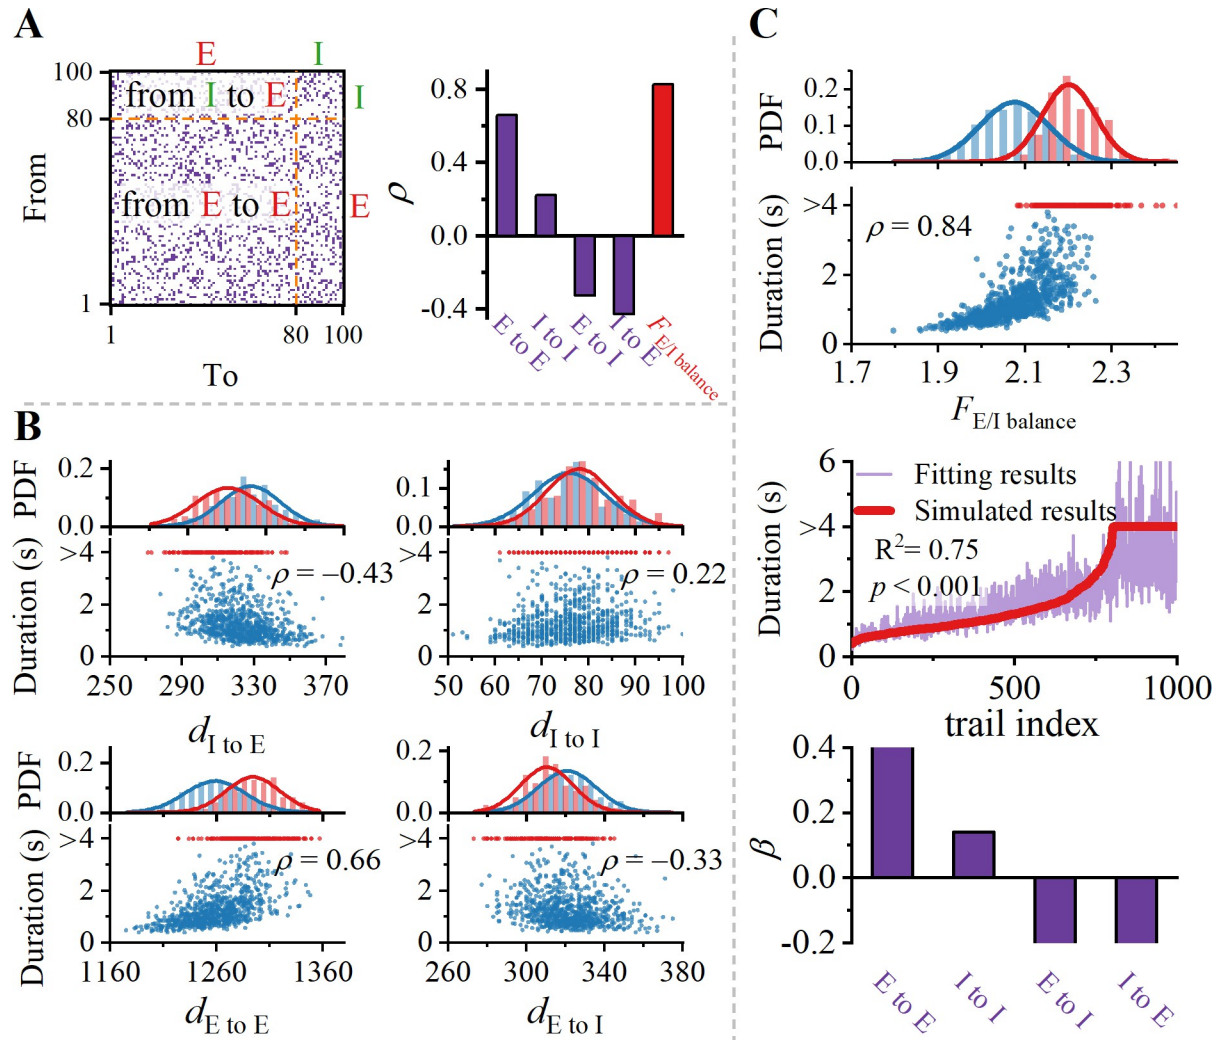 A
E I
100
from I to E
I
80
From
from E to E
E
1
1 80 100
To
0.8
0.4
0.0
-0.4
ρ
E to E
I to I
E to I
I to E
F E/I balance
B
PDF
0.2
0.0
Duration (s)
>4
2
0
ρ = –0.43
250 290 330 370
d I to E
0.1
0.0
>4
2
0
ρ = 0.22
50 60 70 80 90 100
d I to I
PDF
0.2
0.0
Duration (s)
>4
2
0
ρ = 0.66
1160 1260 1360
d E to E
0.2
0.0
>4
2
0
ρ = –0.33
260 300 340 380
d E to I
C
PDF
0.2
0.1
0.0
Duration (s)
>4
2
0
ρ = 0.84
1.7 1.9 2.1 2.3
F E/I balance
Duration (s)
6
>4
2
0
Fitting results
Simulated results
R²= 0.75
p < 0.001
0 500 1000
trail index
β
0.4
0.2
0.0
-0.2
E to E
I to I
E to I
I to E